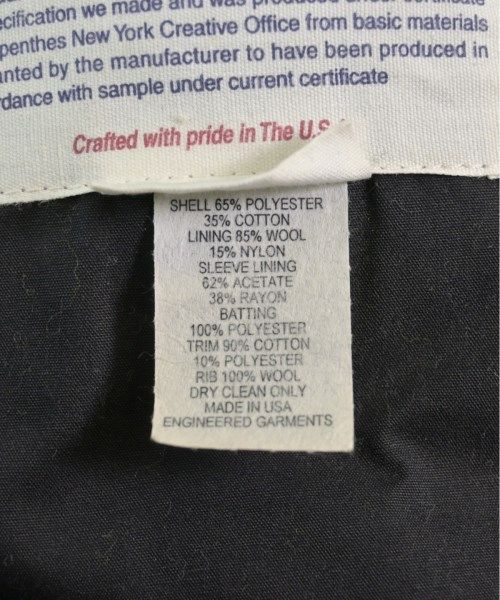 specification we made and was produced
penthes New York Creative Office from basic materials
anted by the manufacturer to have been produced in
rdance with sample under current certificate
Crafted with pride in The U.S.
SHELL 65% POLYESTER
35% COTTON
LINING 85% WOOL
15% NYLON
SLEEVE LINING
62% ACETATE
38% RAYON
BATTING
100% POLYESTER
TRIM 90% COTTON
10% POLYESTER
RIB 100% WOOL
DRY CLEAN ONLY
MADE IN USA
ENGINEERED GARMENTS